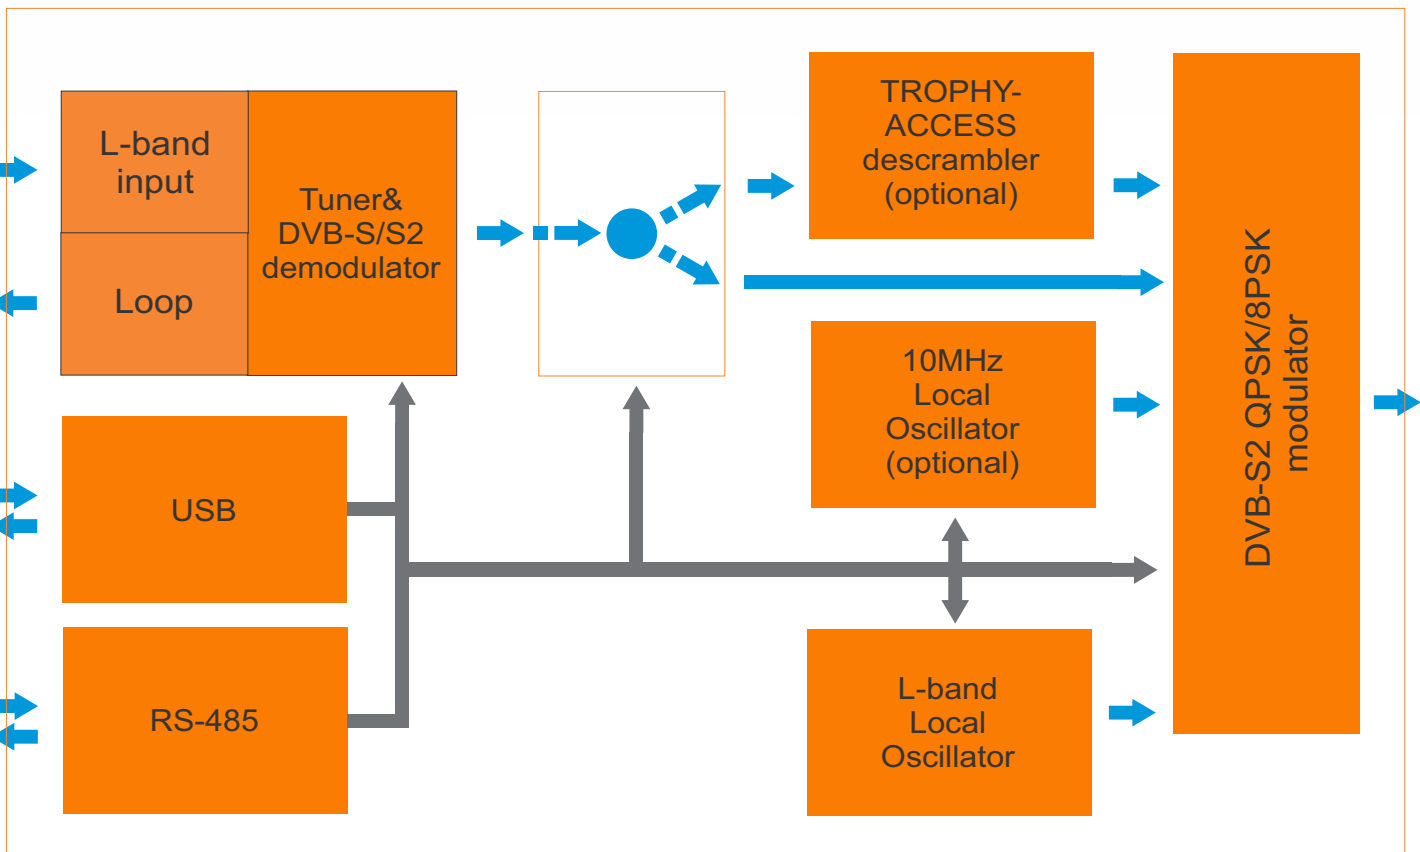 L-band
input
Loop
Tuner&
DVB-S/S2
demodulator
TROPHY-
ACCESS
descrambler
(optional)
10MHz
Local
Oscillator
(optional)
DVB-S2 QPSK/8PSK
modulator
USB
RS-485
L-band
Local
Oscillator